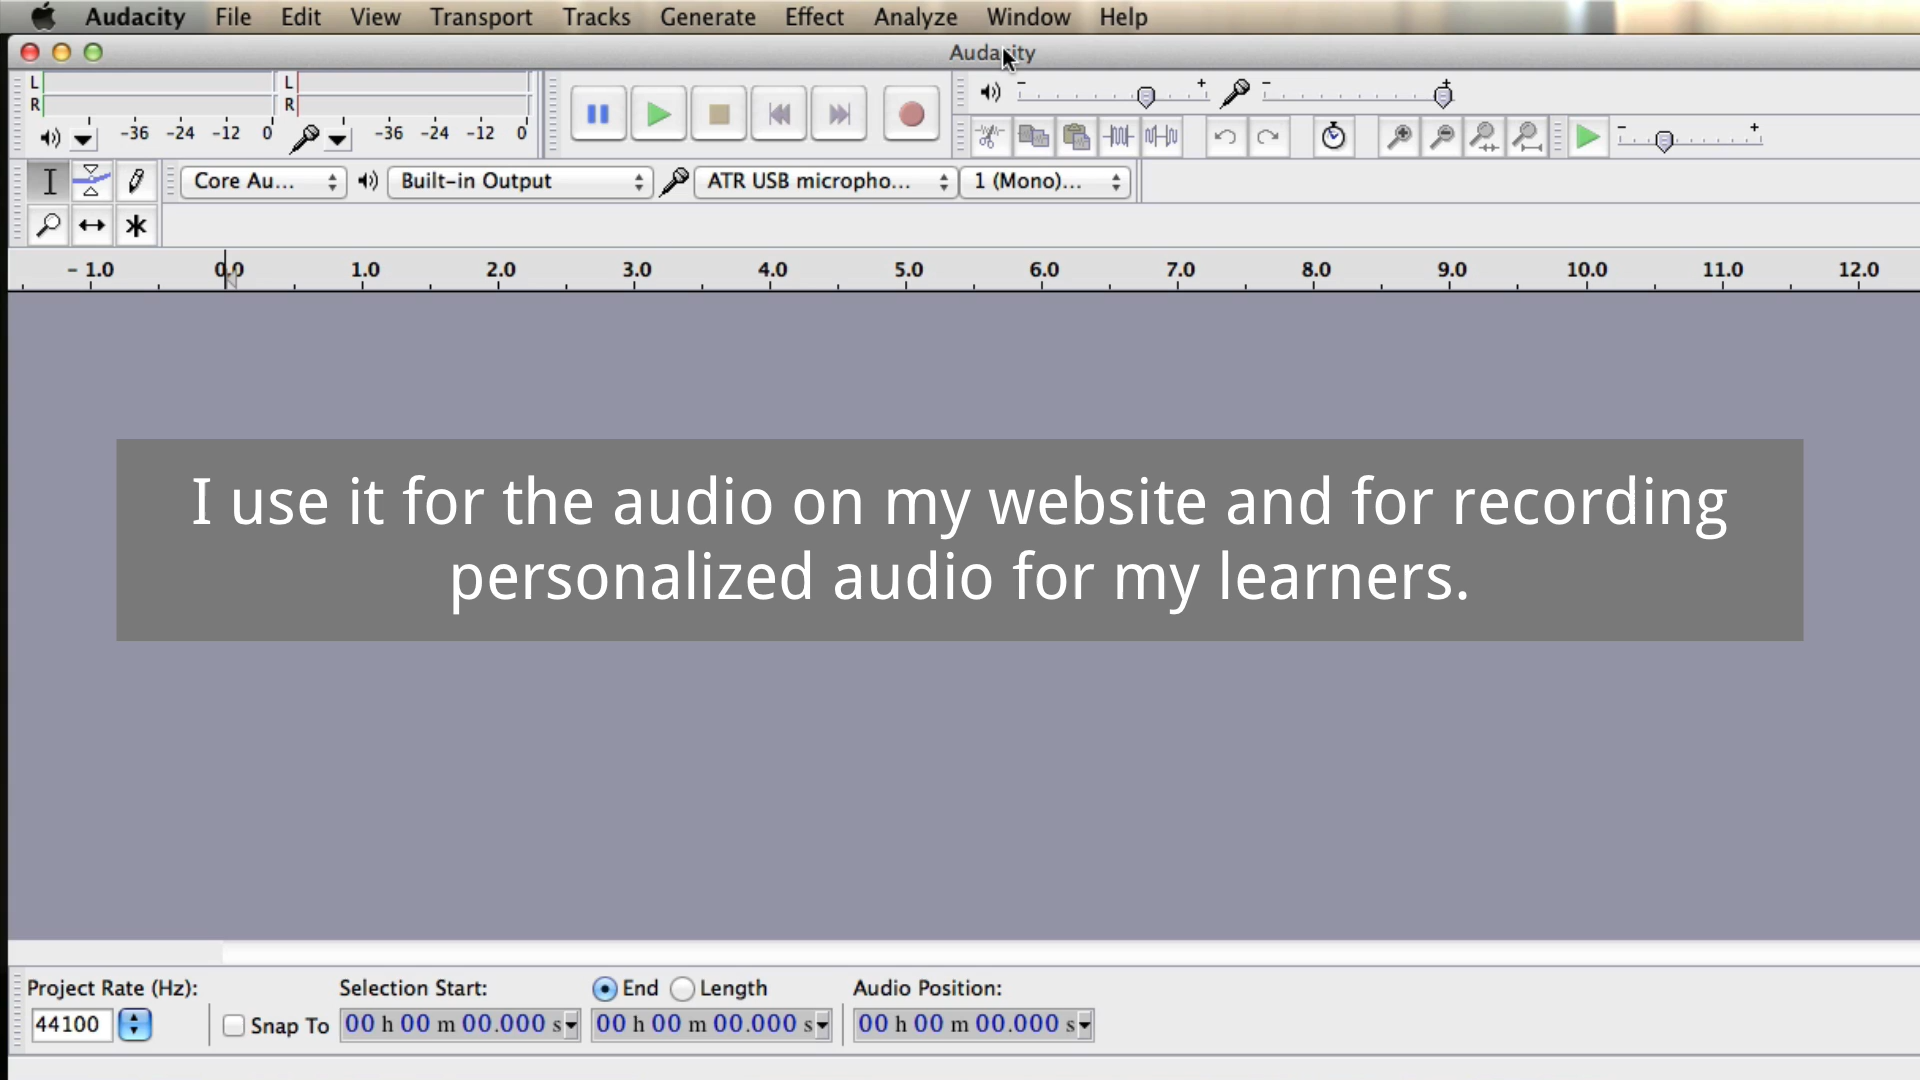 Audacity File Edit View Transport Tracks Generate Effect Analyze Window Help
Audacity
L L
R R
-36 -24 -12 0 -36 -24 -12 0
- + - +
- +
Core Au... Built-in Output ATR USB micropho... 1 (Mono)...
- 1.0 0.0 1.0 2.0 3.0 4.0 5.0 6.0 7.0 8.0 9.0 10.0 11.0 12.0
I use it for the audio on my website and for recording
personalized audio for my learners.
Project Rate (Hz): Selection Start: End Length Audio Position:
44100 Snap To 00 h 00 m 00.000 s 00 h 00 m 00.000 s 00 h 00 m 00.000 s